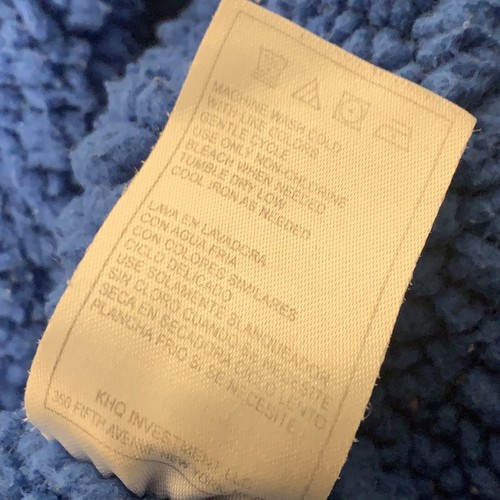 MACHINE WASH COLD
WITH LIKE COLORS
GENTLE CYCLE
USE ONLY NON-CHLORINE
BLEACH WHEN NEEDED
TUMBLE DRY LOW
COOL IRON AS NEEDED
LAVA EN LAVADORA
CON AGUA FRIA
CON COLORES SIMILARES
CICLO DELICADO
USE SOLAMENTE BLANQUEADOR
SIN CLORO CUANDO SE NECESITE
SECA EN SECADORA CICLO LENTO
PLANCHA FRIO SI SE NECESITE
KHQ INVESTMENT LLC
350 FIFTH AVENUE NEW